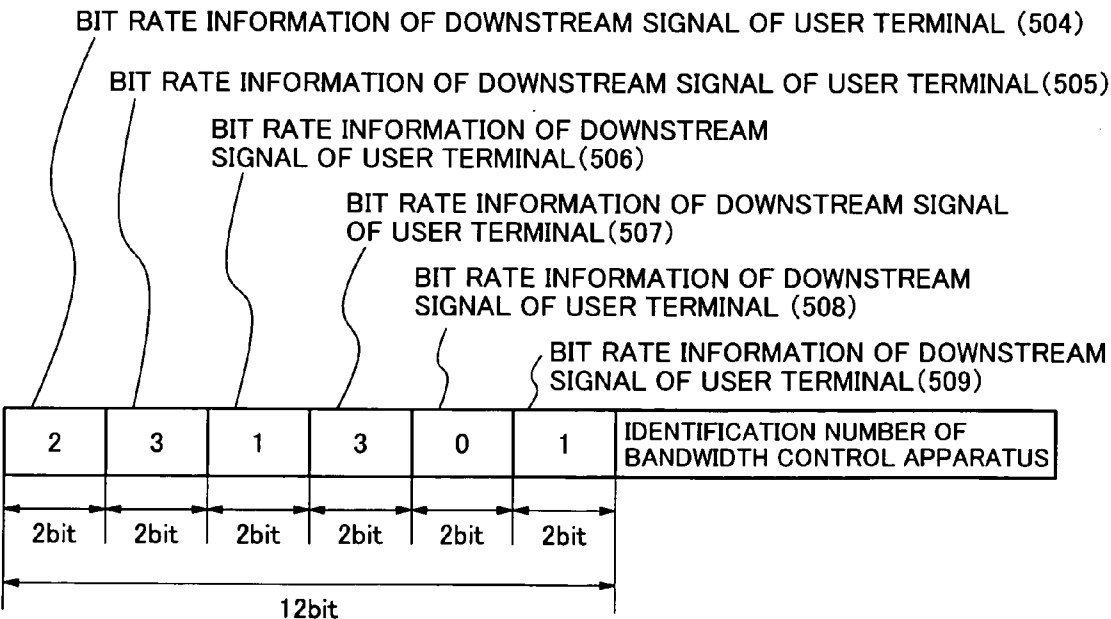 BIT RATE INFORMATION OF DOWNSTREAM SIGNAL OF USER TERMINAL (504)
BIT RATE INFORMATION OF DOWNSTREAM SIGNAL OF USER TERMINAL(505)
BIT RATE INFORMATION OF DOWNSTREAM
SIGNAL OF USER TERMINAL(506)
BIT RATE INFORMATION OF DOWNSTREAM SIGNAL
OF USER TERMINAL(507)
BIT RATE INFORMATION OF DOWNSTREAM
SIGNAL OF USER TERMINAL (508)
BIT RATE INFORMATION OF DOWNSTREAM
SIGNAL OF USER TERMINAL(509)
2 3 1 3 0 1 IDENTIFICATION NUMBER OF
BANDWIDTH CONTROL APPARATUS
2bit 2bit 2bit 2bit 2bit 2bit
12bit